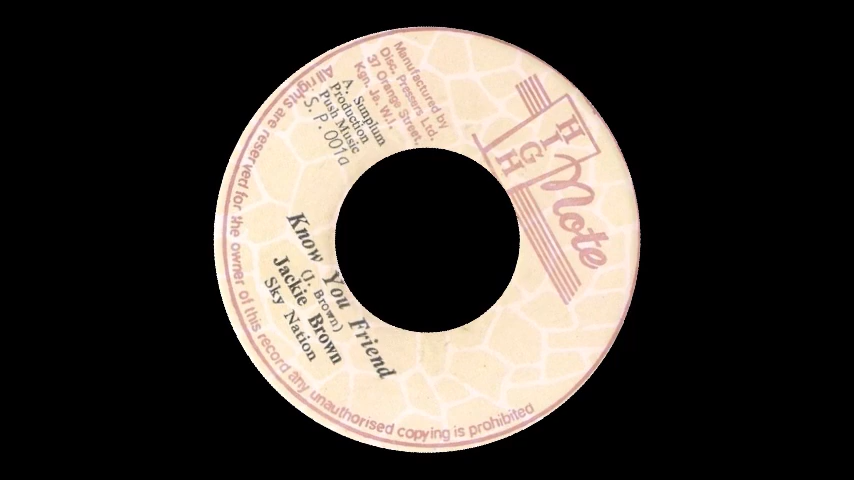 HIGH
Note
Manufactured by
Disc. Pressers Ltd.
37 Orange Street,
Kgn. Ja. W.I.
A. Sunplum
Production
Push Music
S.P.001a
Know You Friend
(J. Brown)
Jackie Brown
Sky Nation
All rights are reserved for the owner of this record any unauthorised copying is prohibited